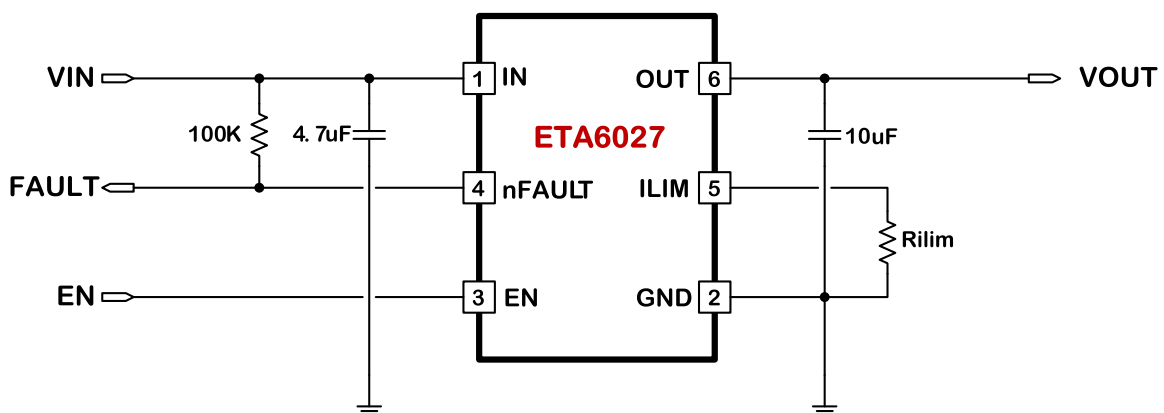 VIN
1
IN
OUT
6
VOUT
100K
4.7uF
ETA6027
10uF
FAULT
4
nFAULT
ILIM
5
Rilim
EN
3
EN
GND
2